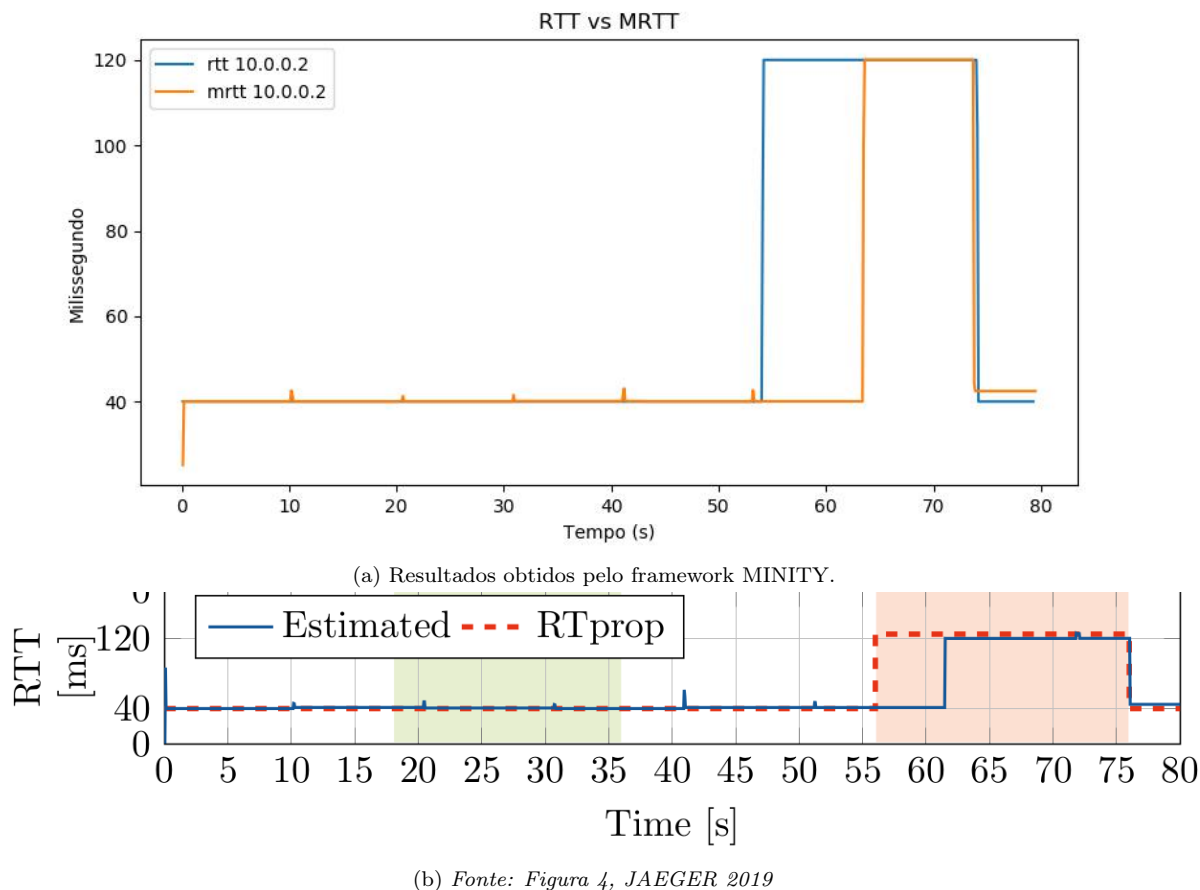 RTT vs MRTT
rtt 10.0.0.2
mrtt 10.0.0.2
120
100
80
60
40
Milissegundo
0 10 20 30 40 50 60 70 80
Tempo (s)
(a) Resultados obtidos pelo framework MINITY.
0
Estimated RTprop
120
40
0
RTT
[ms]
0 5 10 15 20 25 30 35 40 45 50 55 60 65 70 75 80
Time [s]
(b) Fonte: Figura 4, JAEGER 2019